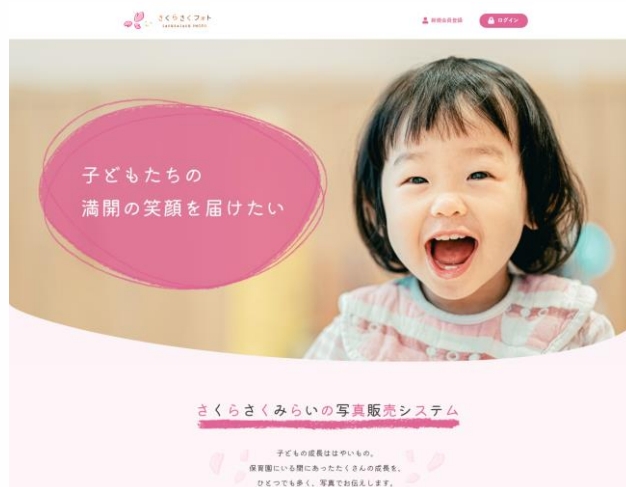 さくらさくフォト
SAKURASAKU PHOTO
新規会員登録
ログイン
子どもたちの
満開の笑顔を届けたい
さくらさくみらいの写真販売システム
子どもの成長ははやいもの。
保育園にいる間にあったたくさんの成長を、
ひとつでも多く、写真でお伝えします。